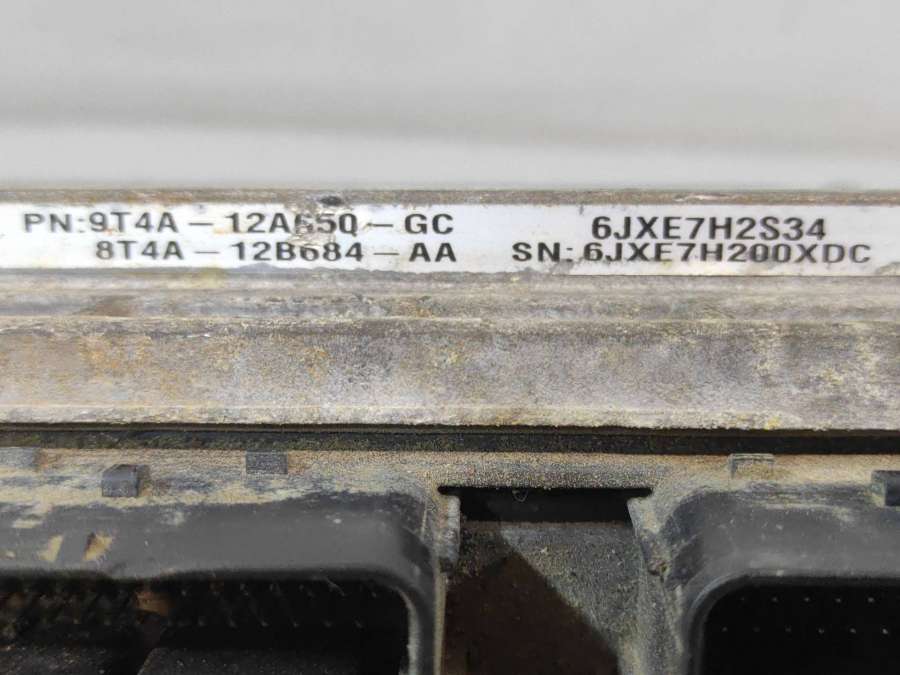 PN:9T4A-12A650-GC 6JXE7H2S34
8T4A-12B684-AA SN:6JXE7H200XDC